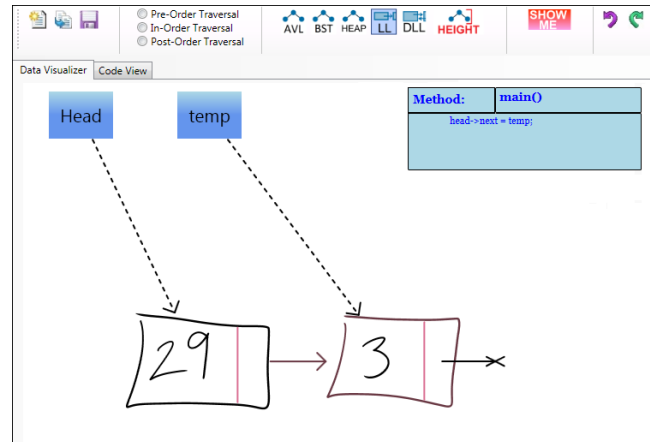 Pre-Order Traversal
In-Order Traversal
Post-Order Traversal
AVL BST HEAP LL DLL HEIGHT
SHOW
ME
Data Visualizer Code View
Head temp
Method: main()
head->next = temp;
29 3